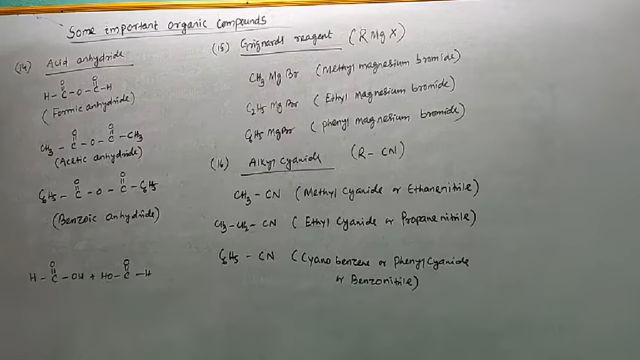 Some important organic compounds
(14) Acid anhydride
O O
H - C - O - C - H
(Formic anhydride)
O O
CH3 - C - O - C - CH3
(Acetic anhydride)
O O
C6H5 - C - O - C - C6H5
(Benzoic anhydride)
O O
H - C - OH + HO - C - H
(15) Grignards reagent (R Mg X)
CH3 Mg Br (Methyl magnesium bromide)
C2H5 Mg Br (Ethyl magnesium bromide)
C6H5 MgBr (phenyl magnesium bromide)
(16) Alkyl cyanide (R - CN)
CH3 - CN (Methyl Cyanide or Ethanenitrile)
CH3 - CH2 - CN (Ethyl Cyanide or Propanenitrile)
C6H5 - CN (Cyano benzene or Phenyl Cyanide
or Benzonitrile)